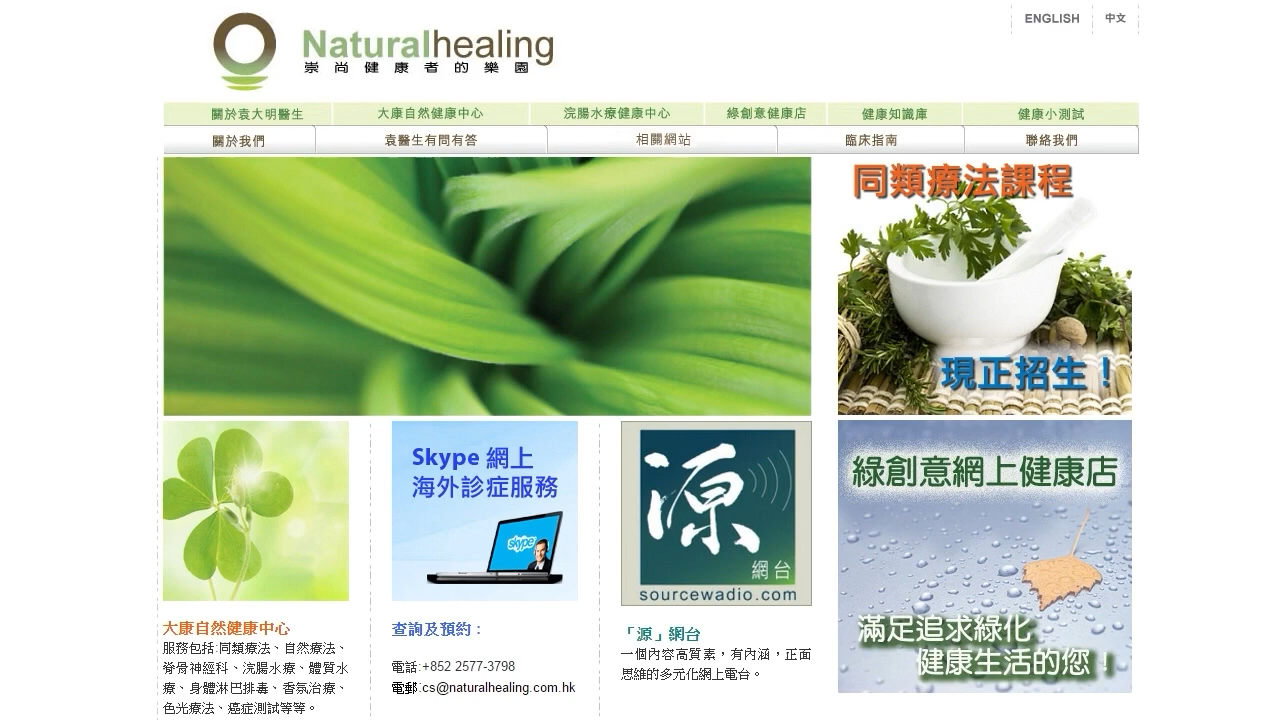 ENGLISH 中文
Naturalhealing
崇尚健康者的樂園
關於袁大明醫生 大康自然健康中心 浣腸水療健康中心 綠創意健康店 健康知識庫 健康小測試
關於我們 袁醫生有問有答 相關網站 臨床指南 聯絡我們
同類療法課程
現正招生！
Skype 網上
海外診症服務
skype
源
網台
sourcewadio.com
綠創意網上健康店
滿足追求綠化、
健康生活的您！
大康自然健康中心
服務包括:同類療法、自然療法、
脊骨神經科、浣腸水療、體質水
療、身體淋巴排毒、香氛治療、
色光療法、癌症測試等等。
查詢及預約：
電話:+852 2577-3798
電郵:cs@naturalhealing.com.hk
「源」網台
一個內容高質素，有內涵，正面
思維的多元化網上電台。